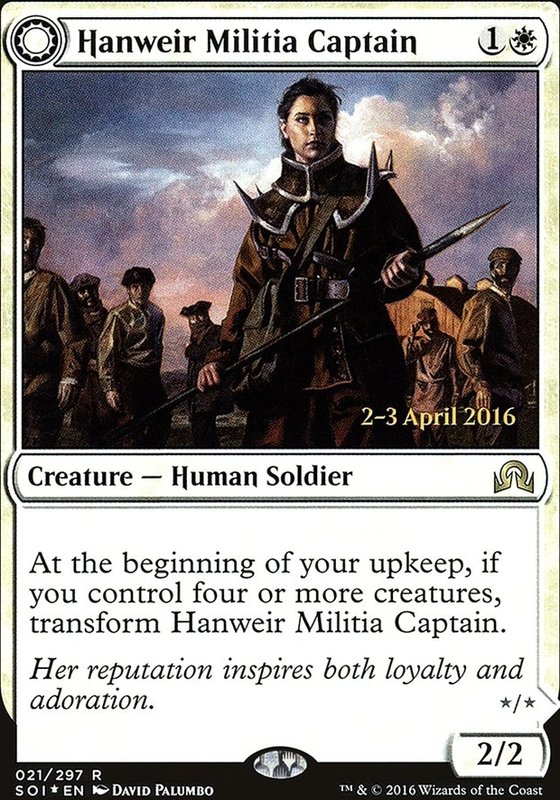 Hanweir Militia Captain 1
2–3 April 2016
Creature — Human Soldier
At the beginning of your upkeep, if
you control four or more creatures,
transform Hanweir Militia Captain.
Her reputation inspires both loyalty and
adoration.
★/★
2/2
021/297 R
SOI★EN DAVID PALUMBO
™ & © 2016 Wizards of the Coast